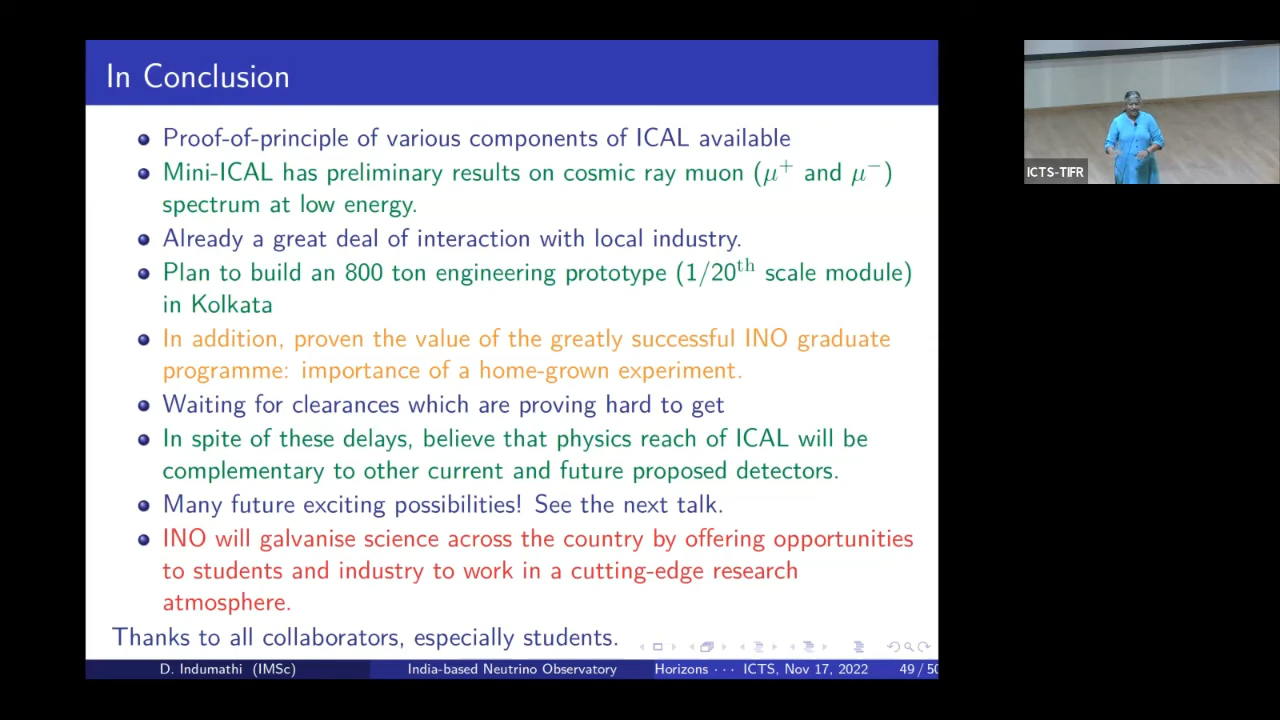 In Conclusion
Proof-of-principle of various components of ICAL available
Mini-ICAL has preliminary results on cosmic ray muon (μ⁺ and μ⁻)
spectrum at low energy.
Already a great deal of interaction with local industry.
Plan to build an 800 ton engineering prototype (1/20ᵗʰ scale module)
in Kolkata
In addition, proven the value of the greatly successful INO graduate
programme: importance of a home-grown experiment.
Waiting for clearances which are proving hard to get
In spite of these delays, believe that physics reach of ICAL will be
complementary to other current and future proposed detectors.
Many future exciting possibilities! See the next talk.
INO will galvanise science across the country by offering opportunities
to students and industry to work in a cutting-edge research
atmosphere.
Thanks to all collaborators, especially students.
D. Indumathi (IMSc) India-based Neutrino Observatory Horizons · · · ICTS, Nov 17, 2022 49 / 50
ICTS-TIFR